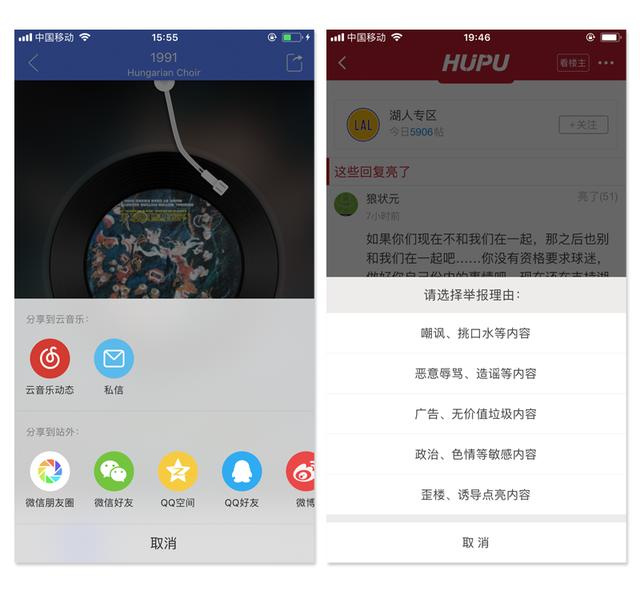 中国移动
15:55
1991
Hungarian Choir
分享到云音乐：
云音乐动态
私信
分享到站外：
微信朋友圈
微信好友
QQ空间
QQ好友
微博
取消
中国移动
19:46
HUPU
看楼主
LAL
湖人专区
今日5906帖
+关注
这些回复亮了
狼状元
亮了(51)
7小时前
如果你们现在不和我们在一起，那之后也别
和我们在一起吧……你没有资格要求球迷，
做好你自己份内的事情吧，现在还在支持湖
请选择举报理由：
嘲讽、挑口水等内容
恶意辱骂、造谣等内容
广告、无价值垃圾内容
政治、色情等敏感内容
歪楼、诱导点亮内容
取 消